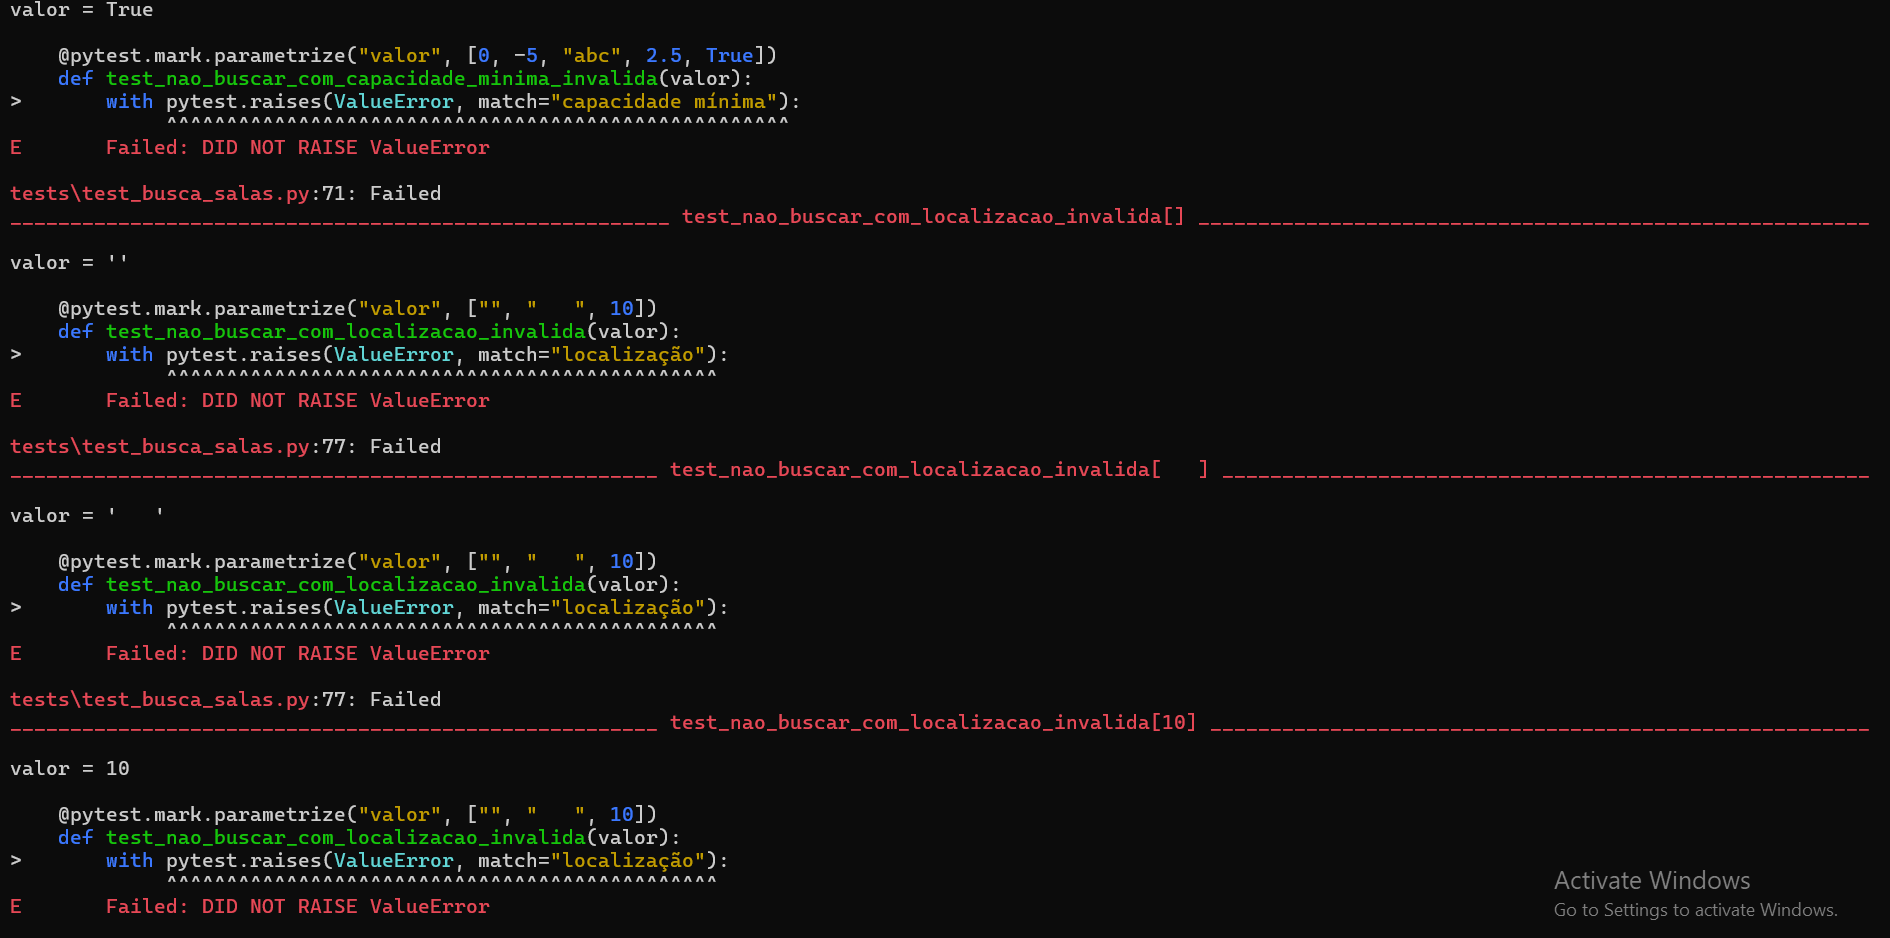 valor = True
@pytest.mark.parametrize("valor", [0, -5, "abc", 2.5, True])
def test_nao_buscar_com_capacidade_minima_invalida(valor):
> with pytest.raises(ValueError, match="capacidade mínima"):
^^^^^^^^^^^^^^^^^^^^^^^^^^^^^^^^^^^^^^^^^^^^^^^^^^^^
E Failed: DID NOT RAISE ValueError
tests\test_busca_salas.py:71: Failed
_______________________________________________________ test_nao_buscar_com_localizacao_invalida[] ________________________________________________________
valor = ''
@pytest.mark.parametrize("valor", ["", "   ", 10])
def test_nao_buscar_com_localizacao_invalida(valor):
> with pytest.raises(ValueError, match="localização"):
^^^^^^^^^^^^^^^^^^^^^^^^^^^^^^^^^^^^^^^^^^^^^^
E Failed: DID NOT RAISE ValueError
tests\test_busca_salas.py:77: Failed
______________________________________________________ test_nao_buscar_com_localizacao_invalida[   ] ______________________________________________________
valor = '   '
@pytest.mark.parametrize("valor", ["", "   ", 10])
def test_nao_buscar_com_localizacao_invalida(valor):
> with pytest.raises(ValueError, match="localização"):
^^^^^^^^^^^^^^^^^^^^^^^^^^^^^^^^^^^^^^^^^^^^^^
E Failed: DID NOT RAISE ValueError
tests\test_busca_salas.py:77: Failed
______________________________________________________ test_nao_buscar_com_localizacao_invalida[10] _______________________________________________________
valor = 10
@pytest.mark.parametrize("valor", ["", "   ", 10])
def test_nao_buscar_com_localizacao_invalida(valor):
> with pytest.raises(ValueError, match="localização"):
^^^^^^^^^^^^^^^^^^^^^^^^^^^^^^^^^^^^^^^^^^^^^^
E Failed: DID NOT RAISE ValueError
Activate Windows
Go to Settings to activate Windows.